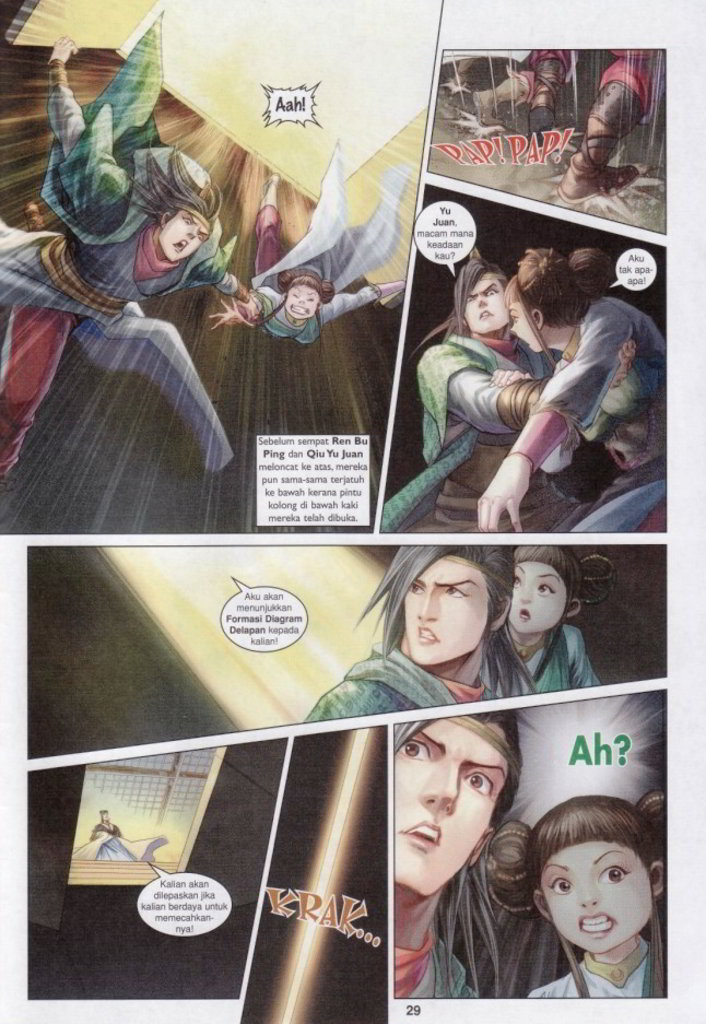 Aah!
Sebelum sempat Ren Bu
Ping dan Qiu Yu Juan
meloncat ke atas, mereka
pun sama-sama terjatuh
ke bawah kerana pintu
kolong di bawah kaki
mereka telah dibuka.
PAP! PAP!
Yu
Juan,
macam mana
keadaan
kau?
Aku
tak apa-
apa!
Aku akan
menunjukkan
Formasi Diagram
Delapan kepada
kalian!
Kalian akan
dilepaskan jika
kalian berdaya untuk
memecahkan-
nya!
KRAK...
Ah?
29